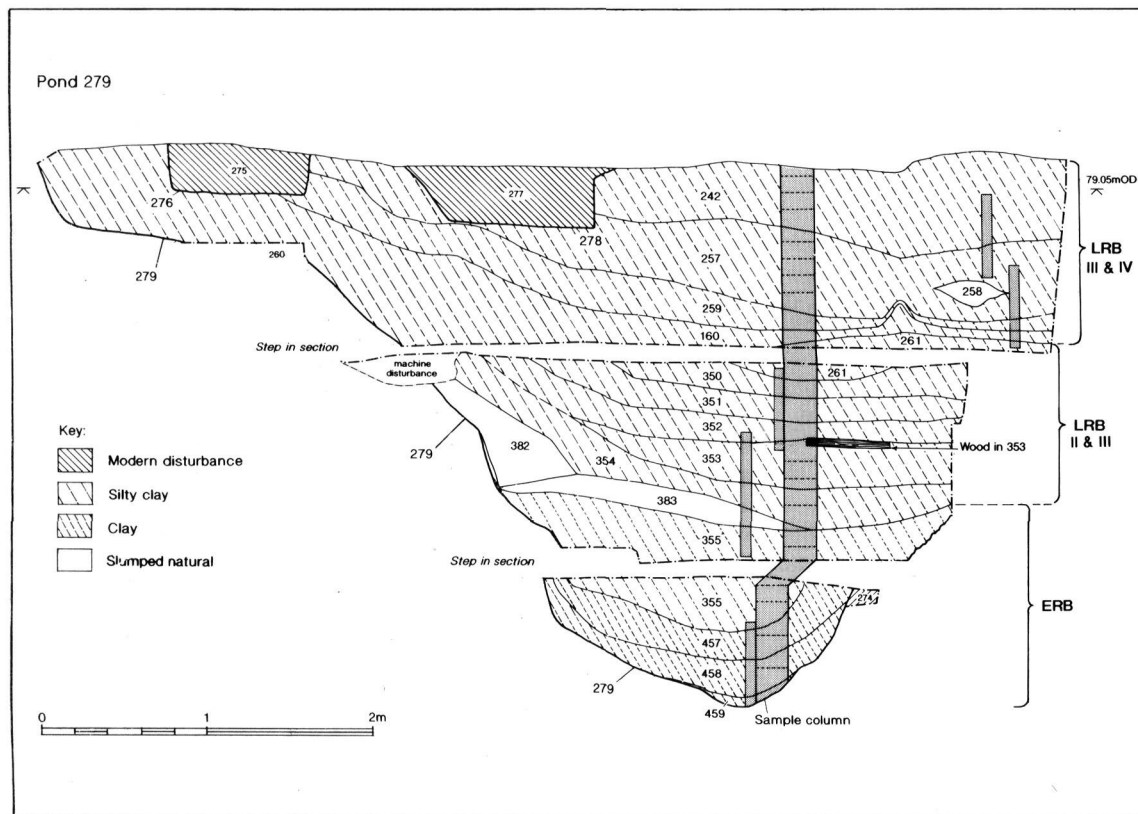 Pond 279
275
276
277
278
279
260
242
257
259
160
258
261
79.05mOD
LRB
III & IV
Step in section
machine
disturbance
350
261
351
352
353
354
382
383
355
279
Wood in 353
LRB
II & III
Key:
Modern disturbance
Silty clay
Clay
Slumped natural
Step in section
355
274
457
458
279
459
Sample column
ERB
0 1 2m